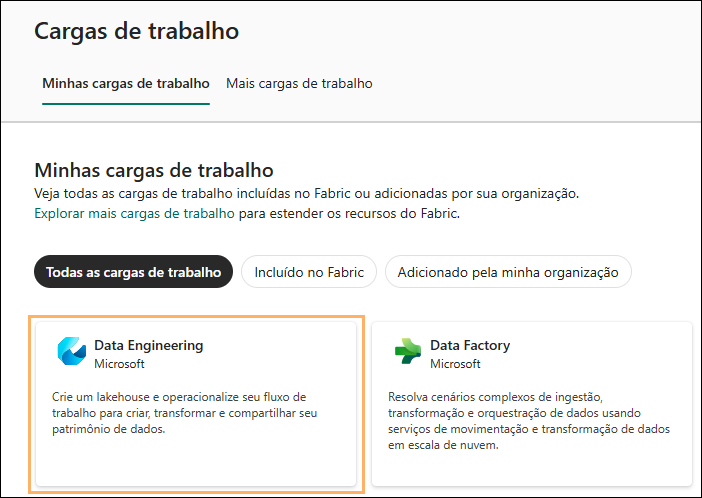 Cargas de trabalho
Minhas cargas de trabalho
Mais cargas de trabalho
Minhas cargas de trabalho
Veja todas as cargas de trabalho incluídas no Fabric ou adicionadas por sua organização.
Explorar mais cargas de trabalho para estender os recursos do Fabric.
Todas as cargas de trabalho
Incluído no Fabric
Adicionado pela minha organização
Data Engineering
Microsoft
Crie um lakehouse e operacionalize seu fluxo de
trabalho para criar, transformar e compartilhar seu
patrimônio de dados.
Data Factory
Microsoft
Resolva cenários complexos de ingestão,
transformação e orquestração de dados usando
serviços de movimentação e transformação de dados
em escala de nuvem.